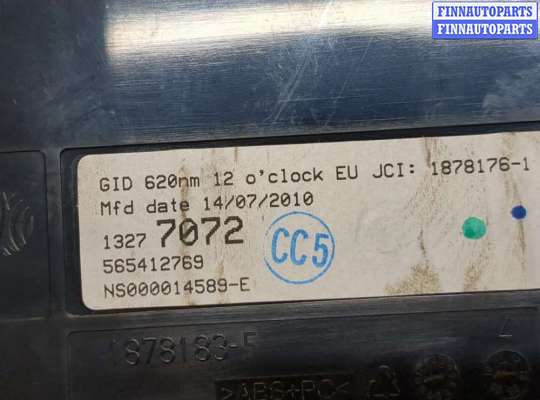 FINNAUTOPARTS
FINNAUTOPARTS
GID 620nm 12 o'clock EU JCI: 1878176-1
Mfd date 14/07/2010
1327 7072
565412769
NS000014589-E
CC5
1878183-5
>ABS+PC<